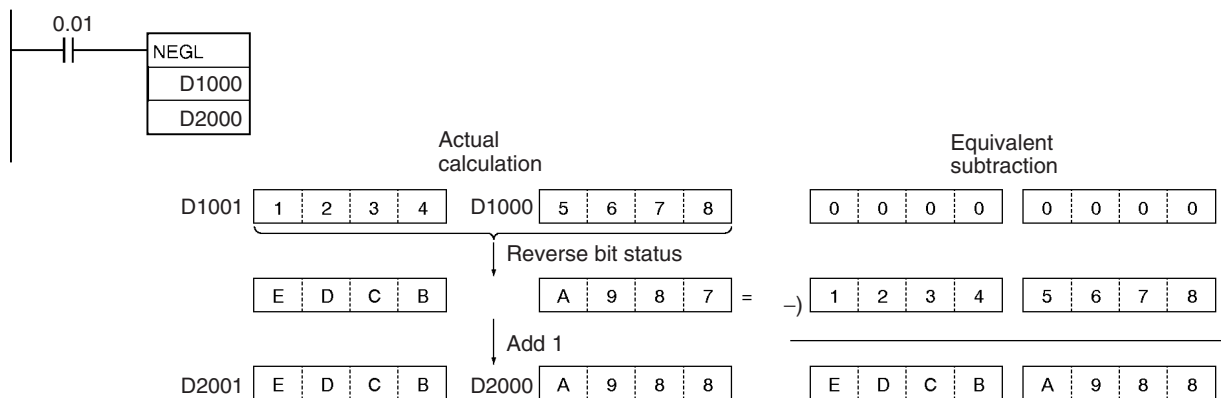 0.01
NEGL
D1000
D2000
Actual
calculation
Equivalent
subtraction
D1001 1 2 3 4 D1000 5 6 7 8 0 0 0 0 0 0 0 0
Reverse bit status
E D C B A 9 8 7 = –) 1 2 3 4 5 6 7 8
Add 1
D2001 E D C B D2000 A 9 8 8 E D C B A 9 8 8